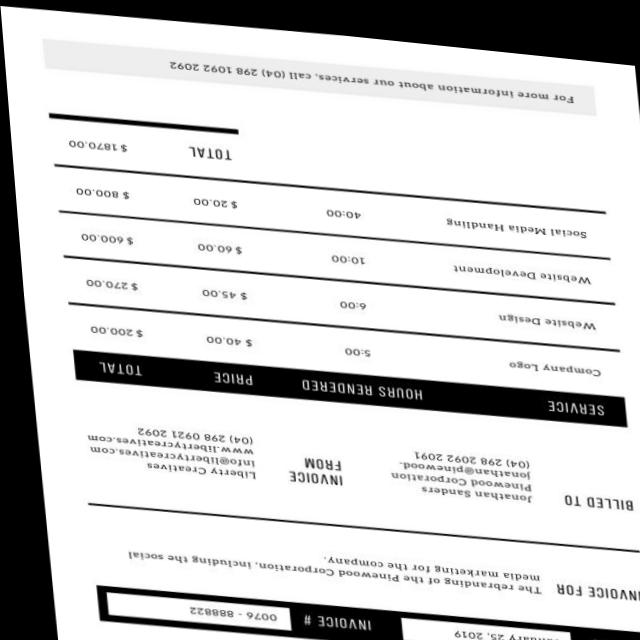 25, 2019
INVOICE #
0076 - 888822
INVOICE FOR
The rebranding of the Pinewood Corporation, including the social
media marketing for the company.
BILLED TO
Jonathan Sanders
Pinewood Corporation
jonathan@pinewood.
(04) 298 2092 2091
INVOICE
FROM
Liberty Creatives
info@libertycreatives.com
www.libertycreatives.com
(04) 298 0921 2092
SERVICE HOURS RENDERED PRICE TOTAL
Company Logo 5:00 $ 40.00 $ 200.00
Website Design 6:00 $ 45.00 $ 270.00
Website Development 10:00 $ 60.00 $ 600.00
Social Media Handling 40:00 $ 20.00 $ 800.00
TOTAL $ 1870.00
For more information about our services, call (04) 298 1092 2092